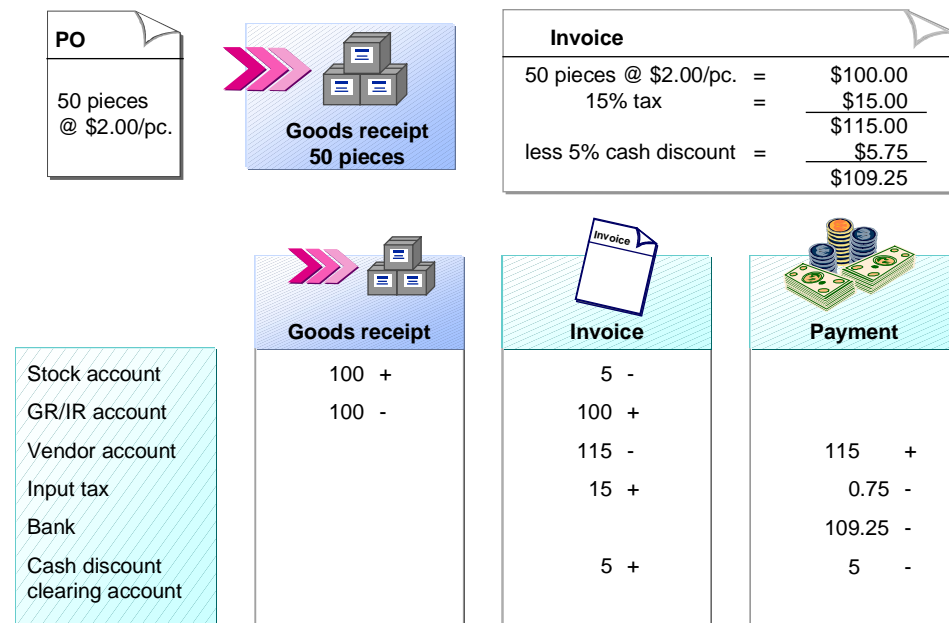 PO
50 pieces
@ $2.00/pc.
Goods receipt
50 pieces
Invoice
50 pieces @ $2.00/pc. = $100.00
15% tax = $15.00
$115.00
less 5% cash discount = $5.75
$109.25
Invoice
Goods receipt Invoice Payment
Stock account 100 + 5 -
GR/IR account 100 - 100 +
Vendor account 115 - 115 +
Input tax 15 + 0.75 -
Bank 109.25 -
Cash discount 5 + 5 -
clearing account